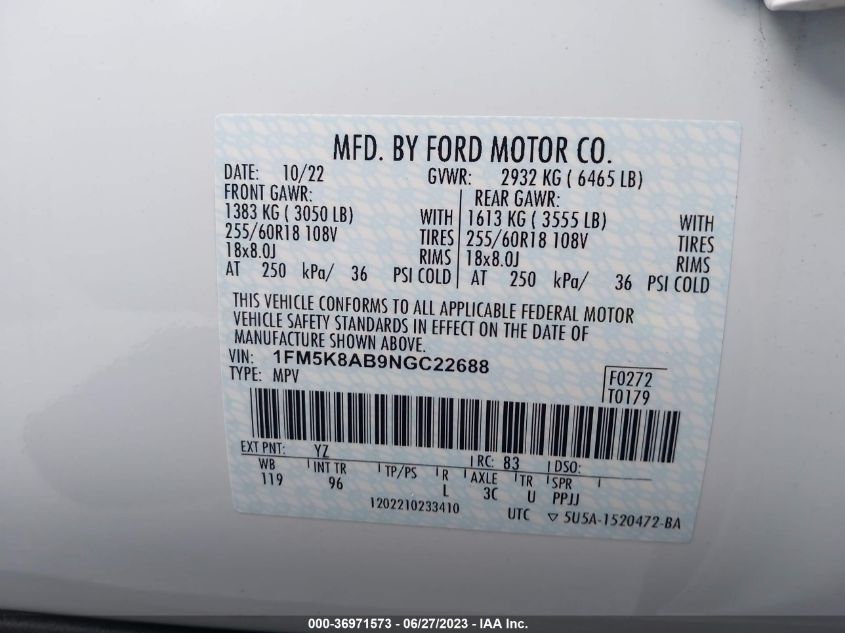 MFD. BY FORD MOTOR CO.
DATE: 10/22 GVWR: 2932 KG ( 6465 LB)
FRONT GAWR: REAR GAWR:
1383 KG ( 3050 LB) WITH 1613 KG ( 3555 LB) WITH
255/60R18 108V TIRES 255/60R18 108V TIRES
18x8.0J RIMS 18x8.0J RIMS
AT 250 kPa/ 36 PSI COLD AT 250 kPa/ 36 PSI COLD
THIS VEHICLE CONFORMS TO ALL APPLICABLE FEDERAL MOTOR
VEHICLE SAFETY STANDARDS IN EFFECT ON THE DATE OF
MANUFACTURE SHOWN ABOVE.
VIN: 1FM5K8AB9NGC22688
TYPE: MPV F0272
T0179
EXT PNT: YZ RC: 83 DSO:
WB INT TR TP/PS R AXLE TR SPR
119 96 L 3C U PPJJ
1202210233410 UTC ▽ 5U5A-1520472-BA
000-36971573 - 06/27/2023 - IAA Inc.